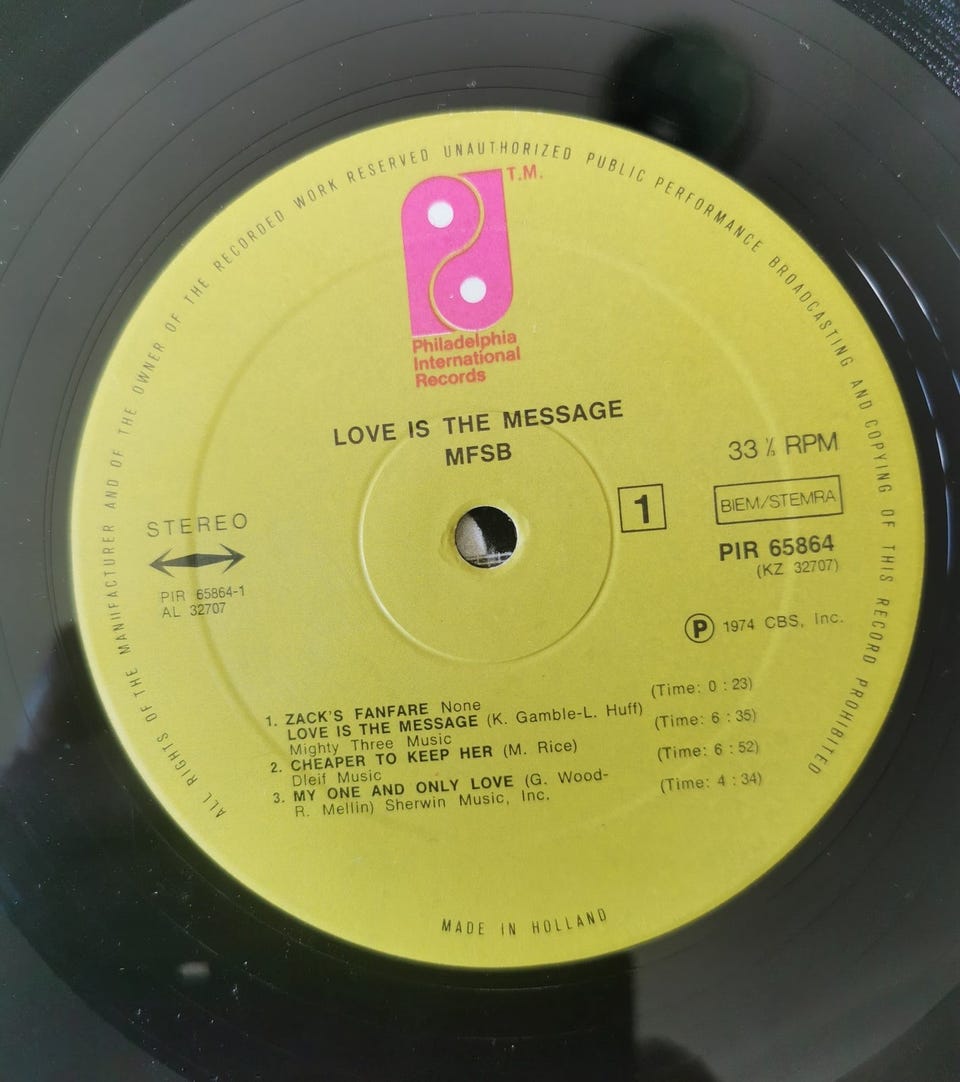 ALL RIGHTS OF THE MANUFACTURER AND OF THE OWNER OF THE RECORDED WORK RESERVED UNAUTHORIZED PUBLIC PERFORMANCE BROADCASTING AND COPYING OF THIS RECORD PROHIBITED
T.M.
Philadelphia
International
Records
LOVE IS THE MESSAGE
MFSB
33 ⅓ RPM
STEREO
1
BIEM/STEMRA
PIR 65864
(KZ 32707)
PIR 65864-1
AL 32707
Ⓟ 1974 CBS, Inc.
1. ZACK'S FANFARE None (Time: 0 : 23)
LOVE IS THE MESSAGE (K. Gamble-L. Huff) (Time: 6 : 35)
Mighty Three Music
2. CHEAPER TO KEEP HER (M. Rice) (Time: 6 : 52)
Dleif Music
3. MY ONE AND ONLY LOVE (G. Wood- (Time: 4 : 34)
R. Mellin) Sherwin Music, Inc.
MADE IN HOLLAND